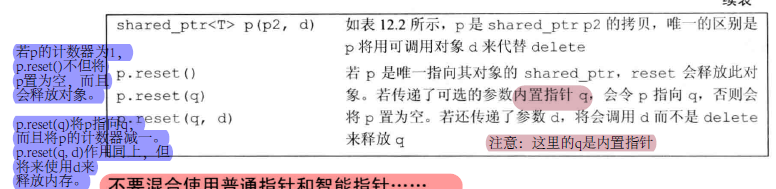 续表
shared_ptr<T> p(p2, d) 如表 12.2 所示，p 是 shared_ptr p2 的拷贝，唯一的区别是
p 将用可调用对象 d 来代替 delete
p.reset() 若 p 是唯一指向其对象的 shared_ptr，reset 会释放此对
p.reset(q) 象。若传递了可选的参数内置指针 q，会令 p 指向 q，否则会
p.reset(q, d) 将 p 置为空。若还传递了参数 d，将会调用 d 而不是 delete
来释放 q
注意：这里的q是内置指针
若p的计数器为1，
p.reset()不但将
p置为空，而且
会释放对象。
p.reset(q)将p指向q；
而且将p的计数器减一。
p.reset(q, d)作用同上，但
将来使用d来
释放内存。
不要混合使用普通指针和智能指针……